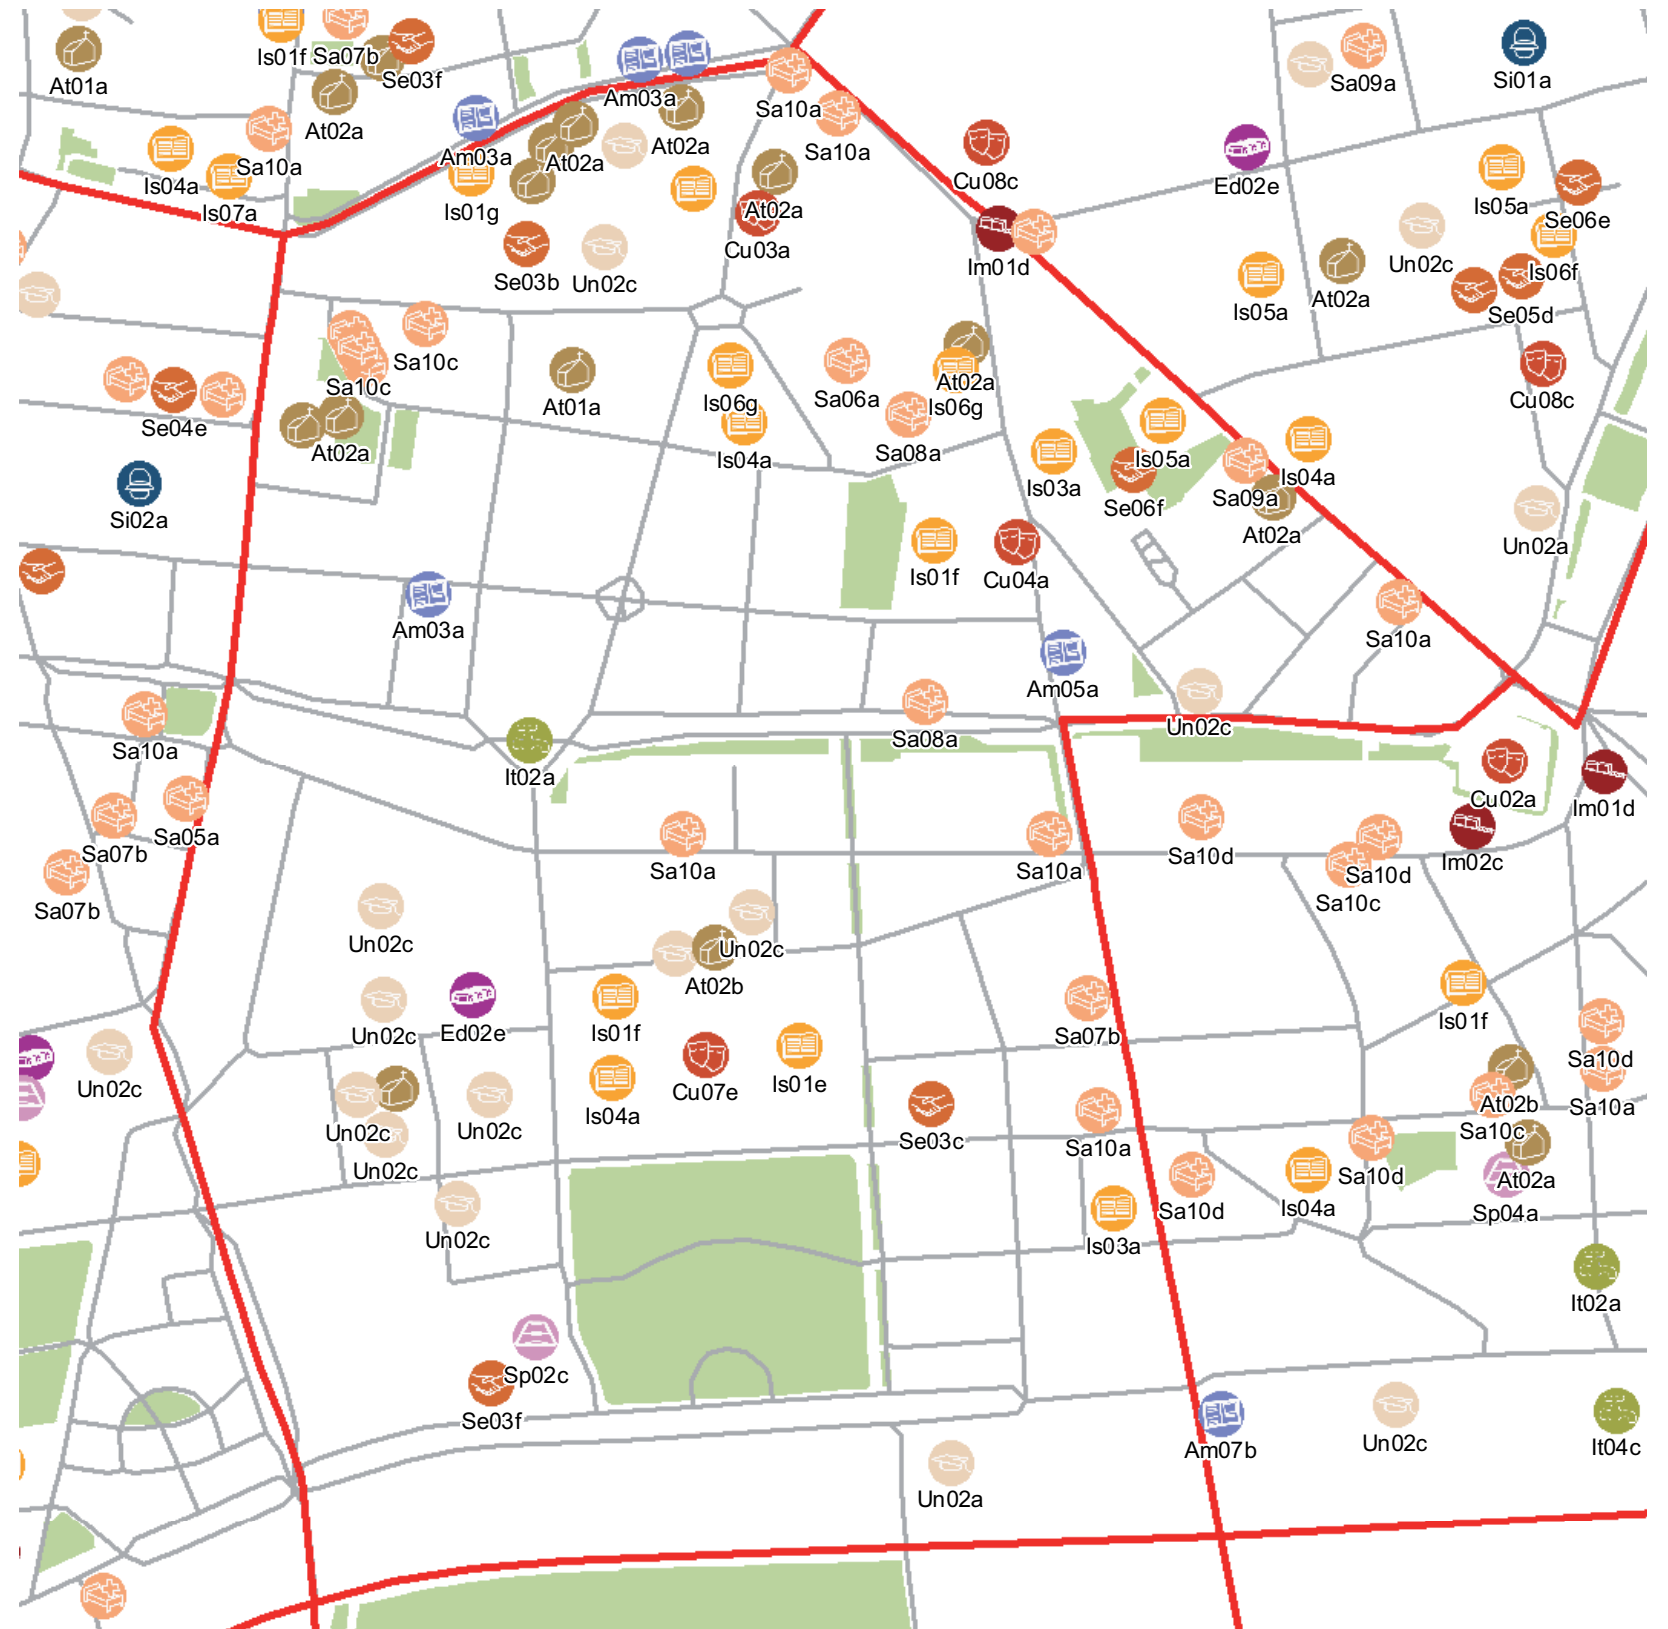 Is01f Sa07b
Se03f
At01a
At02a
Am03a
Sa10a
Sa10a
Sa09a
Si01a
Is04a
Sa10a
Is07a
Am03a
At02a
At02a
Is01g
At02a
Cu03a
Cu08c
Ed02e
Is05a
Se06e
Se03b
Un02c
Im01d
Is05a
At02a
Un02c
Is06f
Se05d
Se04e
Sa10c
Sa10c
At02a
At01a
Is06g
Is04a
Sa06a
At02a
Is06g
Sa08a
Cu08c
Si02a
Is03a
Is05a
Se06f
Sa09a
Is04a
At02a
Un02a
Is01f
Cu04a
Am03a
Sa10a
Am05a
Un02c
Sa10a
It02a
Sa08a
Cu02a
Im01d
Sa05a
Sa07b
Sa07b
Sa10a
Sa10a
Sa10d
Sa10d
Sa10c
Im02c
Un02c
Un02c
At02b
Un02c
Ed02e
Is01f
Sa07b
Is01f
Un02c
Is04a
Cu07e
Is01e
Sa10d
Sa10a
Un02c
Un02c
Un02c
Se03c
Sa10a
At02b
Sa10c
Sa10d
At02a
Sp04a
Un02c
Is03a
Sa10d
Is04a
It02a
Sp02c
Se03f
Am07b
Un02c
It04c
Un02a